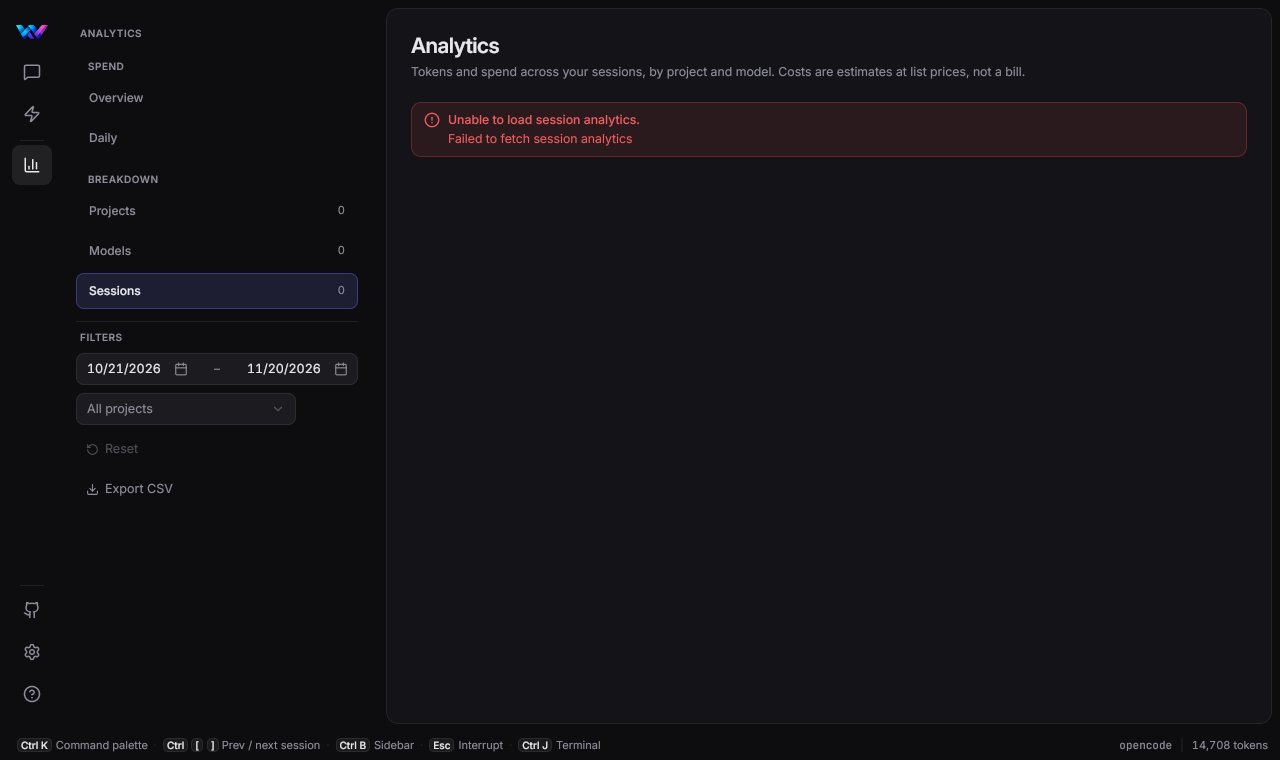 ANALYTICS
SPEND
Overview
Daily
BREAKDOWN
Projects 0
Models 0
Sessions 0
FILTERS
10/21/2026 – 11/20/2026
All projects
Reset
Export CSV
Analytics
Tokens and spend across your sessions, by project and model. Costs are estimates at list prices, not a bill.
Unable to load session analytics.
Failed to fetch session analytics
Ctrl K Command palette · Ctrl [ ] Prev / next session · Ctrl B Sidebar · Esc Interrupt · Ctrl J Terminal
opencode 14,708 tokens